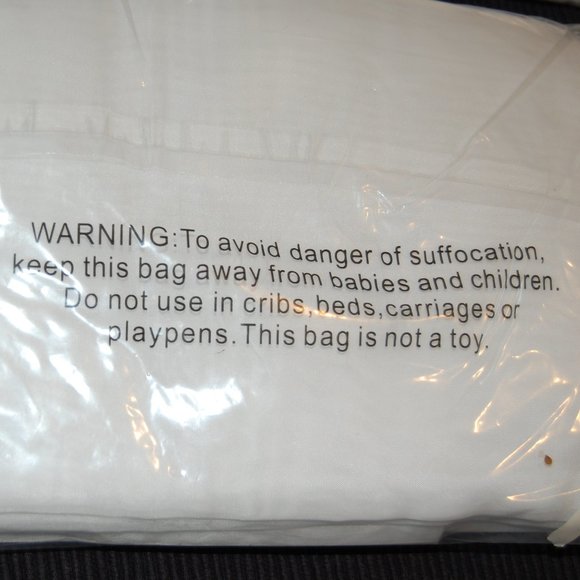 WARNING:To avoid danger of suffocation,
keep this bag away from babies and children.
Do not use in cribs,beds,carriages or
playpens.This bag is not a toy.